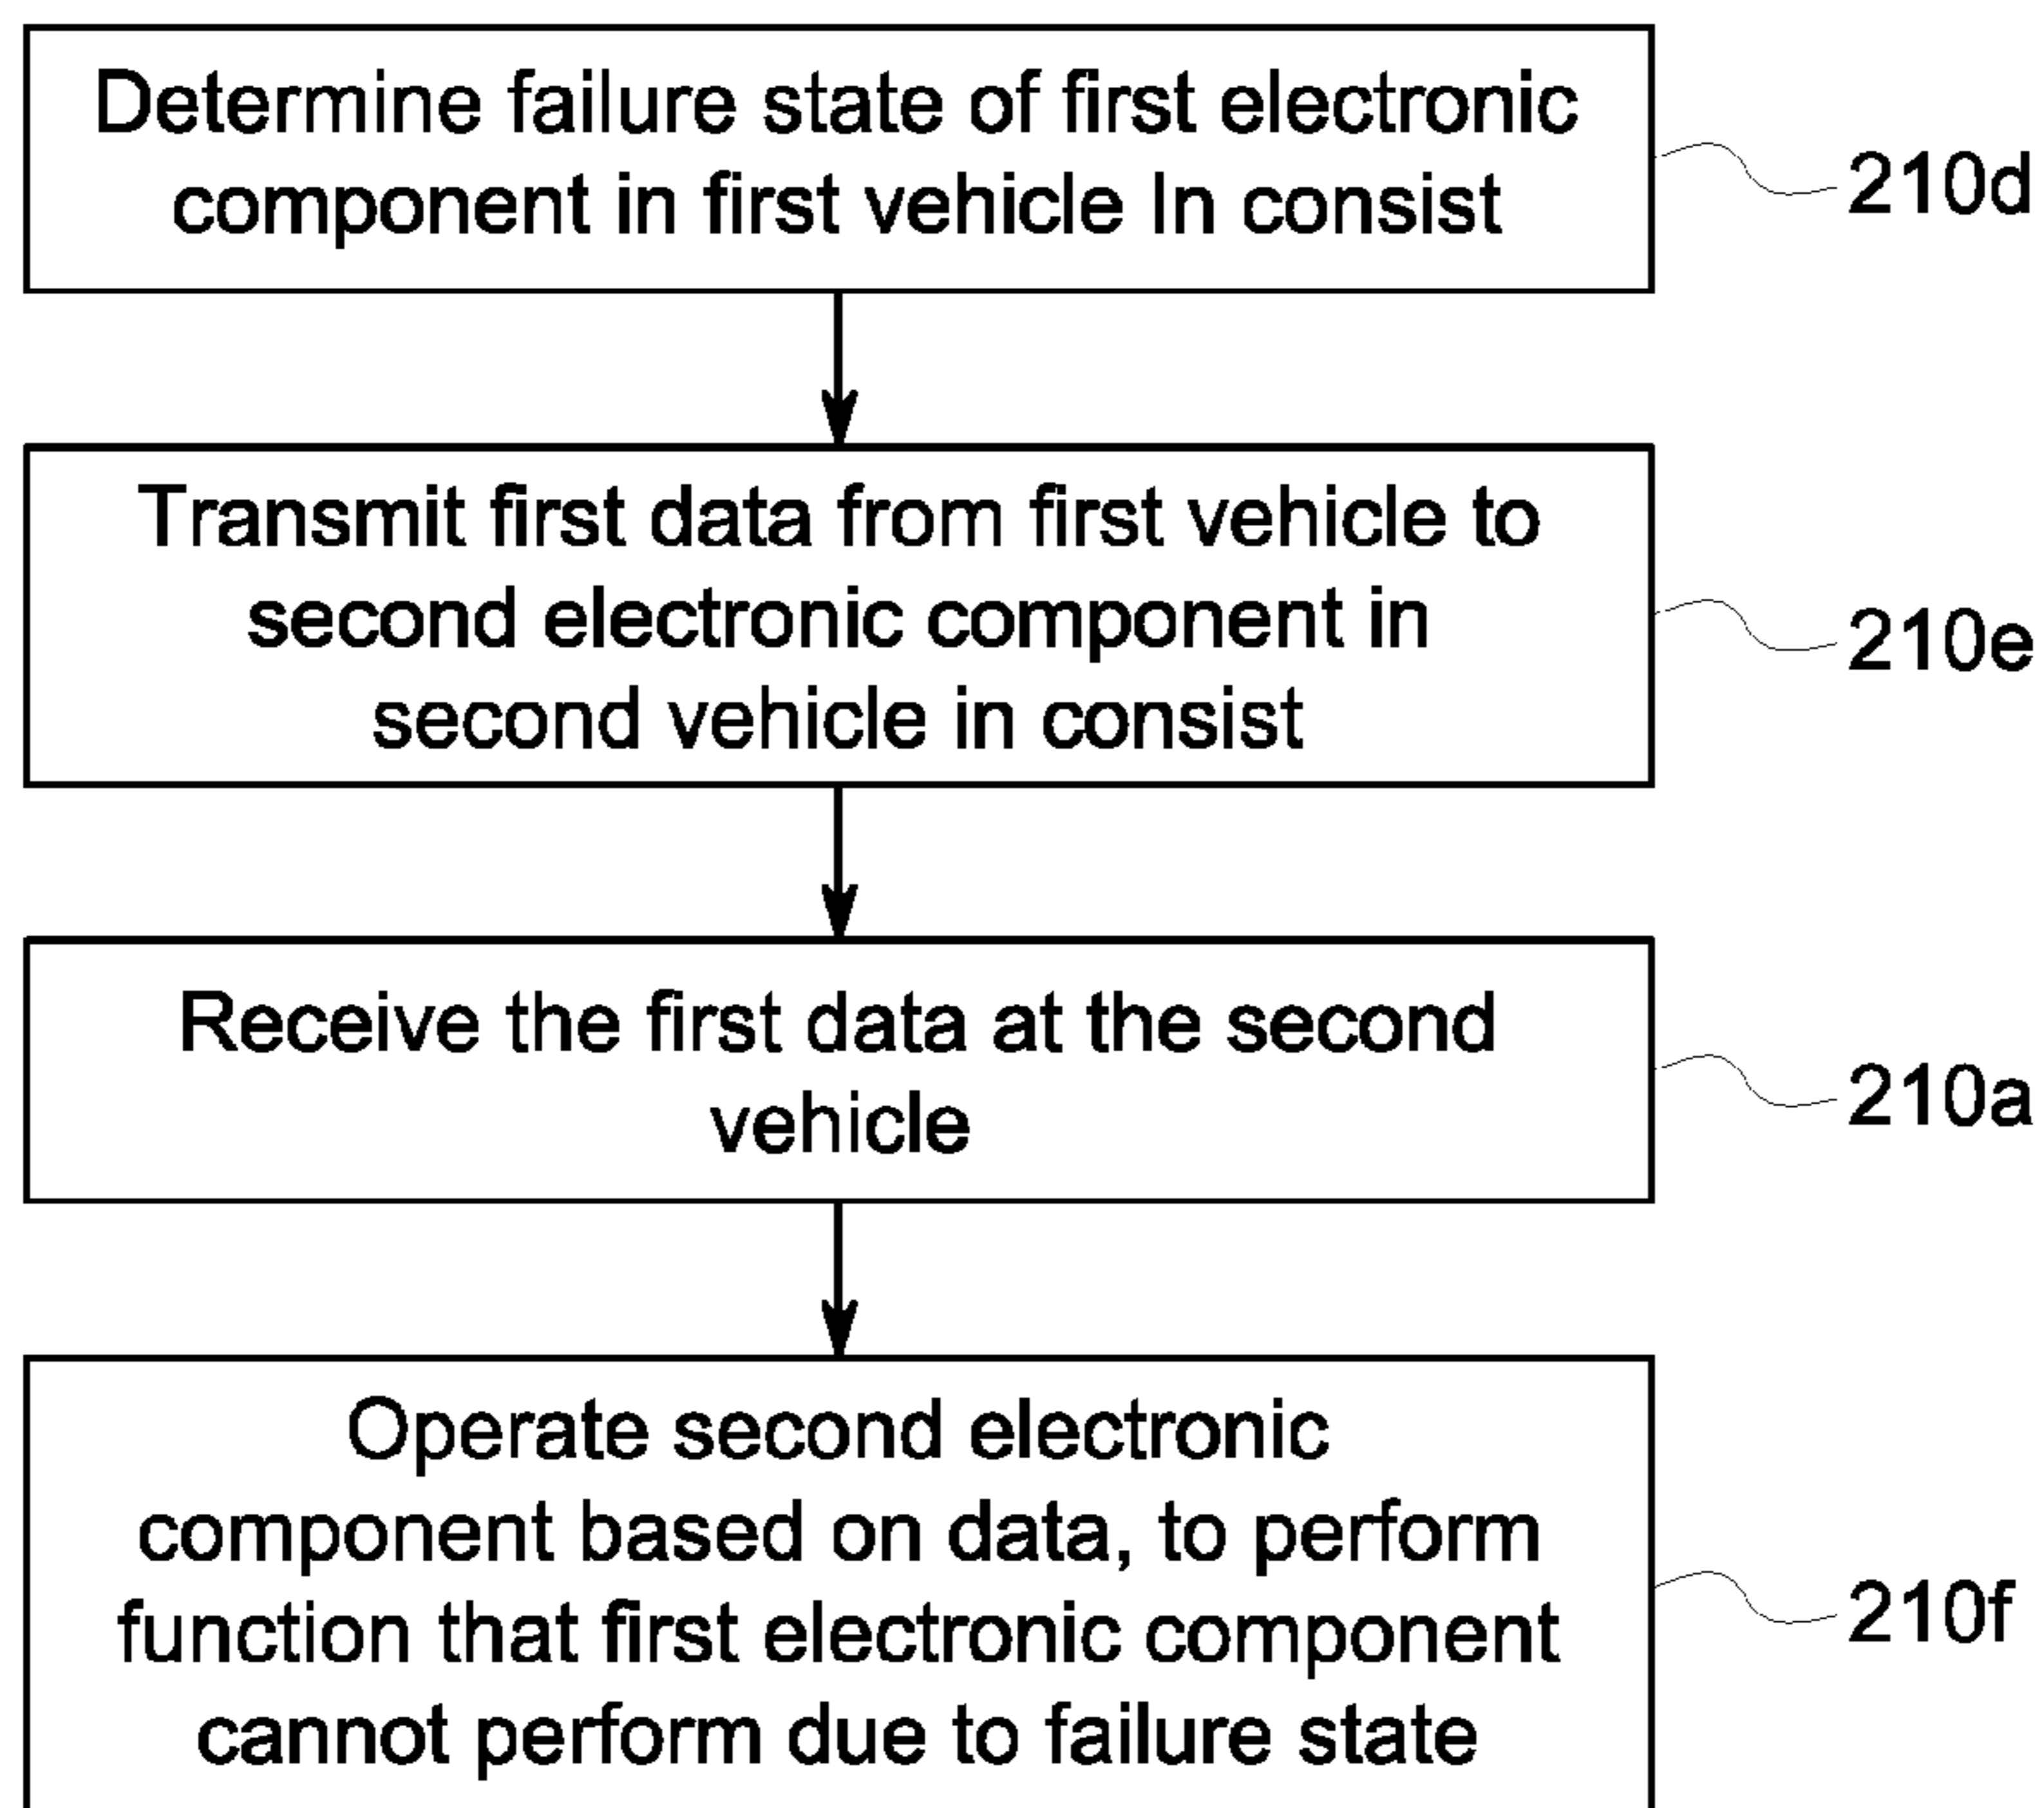 Determine failure state of first electronic
component in first vehicle In consist
210d
Transmit first data from first vehicle to
second electronic component in
second vehicle in consist
210e
Receive the first data at the second
vehicle
210a
Operate second electronic
component based on data, to perform
function that first electronic component
cannot perform due to failure state
210f